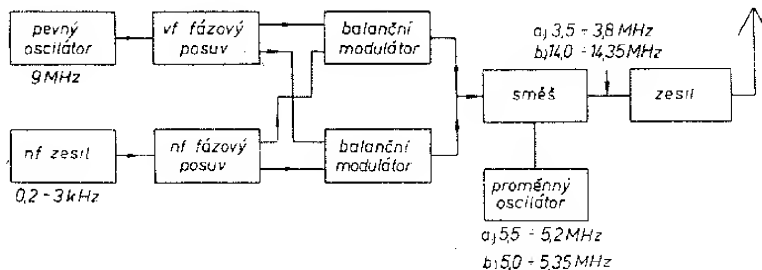 pevný
oscilátor
9 MHz
vf fázový
posuv
balanční
modulátor
a) 3,5 ÷ 3,8 MHz
b) 14,0 ÷ 14,35 MHz
směš
zesil
nf zesil
0,2 ÷ 3 kHz
nf fázový
posuv
balanční
modulátor
proměnný
oscilátor
a) 5,5 ÷ 5,2 MHz
b) 5,0 ÷ 5,35 MHz